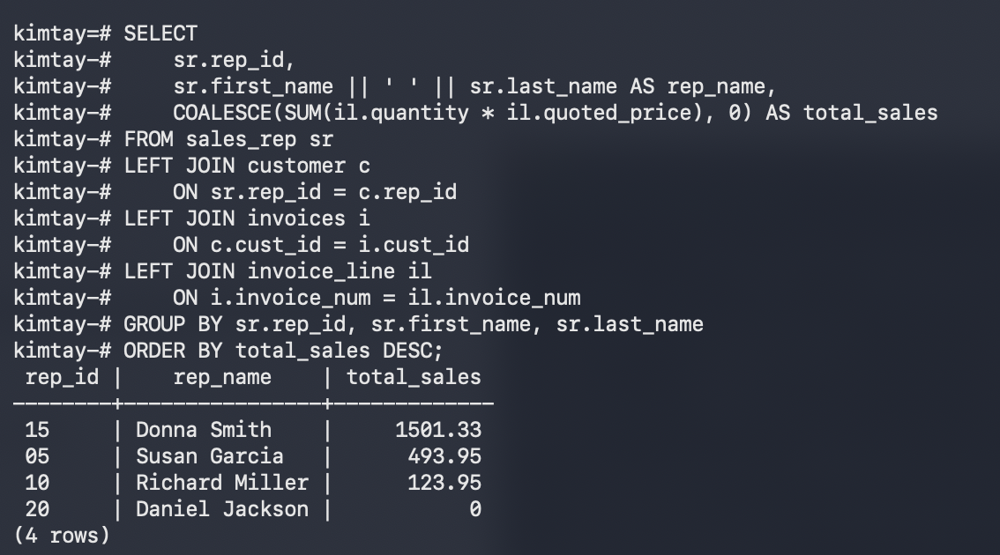 kimtay=# SELECT
kimtay-#     sr.rep_id,
kimtay-#     sr.first_name || ' ' || sr.last_name AS rep_name,
kimtay-#     COALESCE(SUM(il.quantity * il.quoted_price), 0) AS total_sales
kimtay-# FROM sales_rep sr
kimtay-# LEFT JOIN customer c
kimtay-#     ON sr.rep_id = c.rep_id
kimtay-# LEFT JOIN invoices i
kimtay-#     ON c.cust_id = i.cust_id
kimtay-# LEFT JOIN invoice_line il
kimtay-#     ON i.invoice_num = il.invoice_num
kimtay-# GROUP BY sr.rep_id, sr.first_name, sr.last_name
kimtay-# ORDER BY total_sales DESC;
 rep_id |    rep_name    | total_sales
--------+----------------+-------------
 15     | Donna Smith    |     1501.33
 05     | Susan Garcia   |      493.95
 10     | Richard Miller |      123.95
 20     | Daniel Jackson |           0
(4 rows)